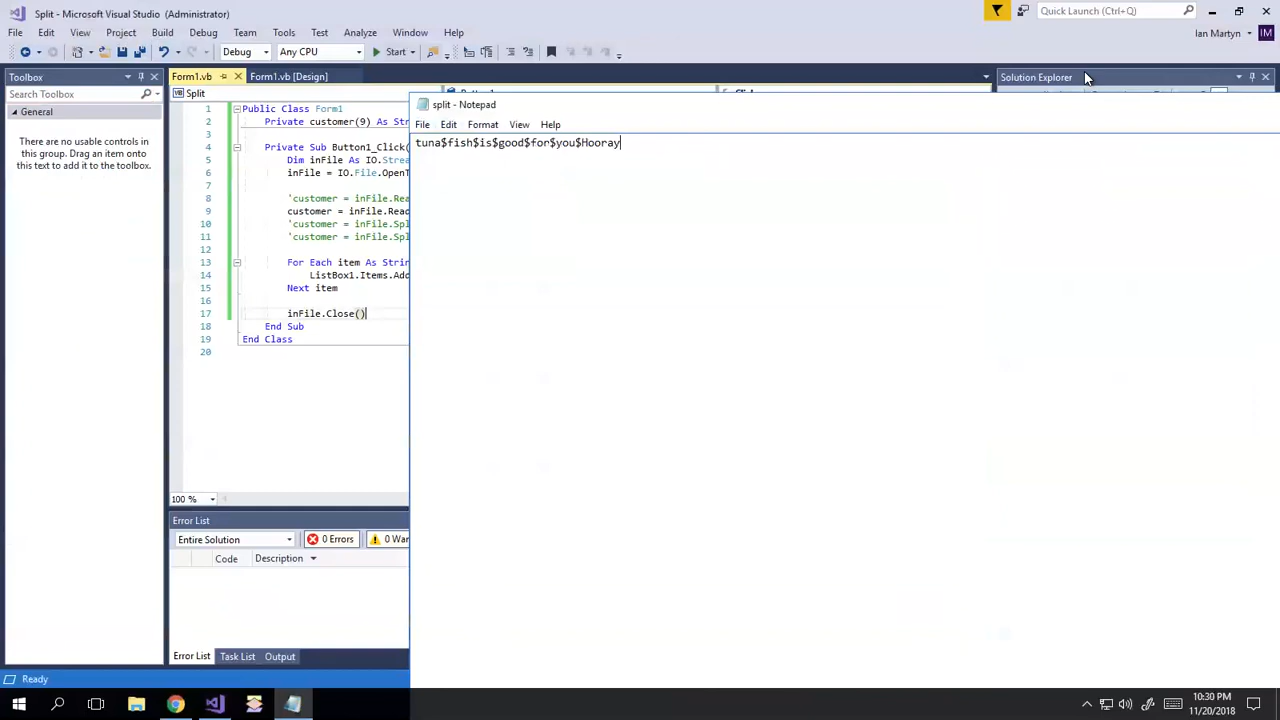 Split - Microsoft Visual Studio (Administrator)
Quick Launch (Ctrl+Q)
File Edit View Project Build Debug Team Tools Test Analyze Window Help
Ian Martyn IM
Debug Any CPU Start
Toolbox
Search Toolbox
General
There are no usable controls in this group. Drag an item onto this text to add it to the toolbox.
Form1.vb
Form1.vb [Design]
Split
1 Public Class Form1
2 Private customer(9) As Str
3
4 Private Sub Button1_Click(
5 Dim inFile As IO.Strea
6 inFile = IO.File.OpenT
7
8 'customer = inFile.Rea
9 customer = inFile.Read
10 'customer = inFile.Spl
11 'customer = inFile.Spl
12
13 For Each item As Strin
14 ListBox1.Items.Add
15 Next item
16
17 inFile.Close()
18 End Sub
19 End Class
20
100 %
split - Notepad
File Edit Format View Help
tuna$fish$is$good$for$you$Hooray
Solution Explorer
Error List
Entire Solution
0 Errors
0 War
Code Description
Error List Task List Output
Ready
10:30 PM
11/20/2018